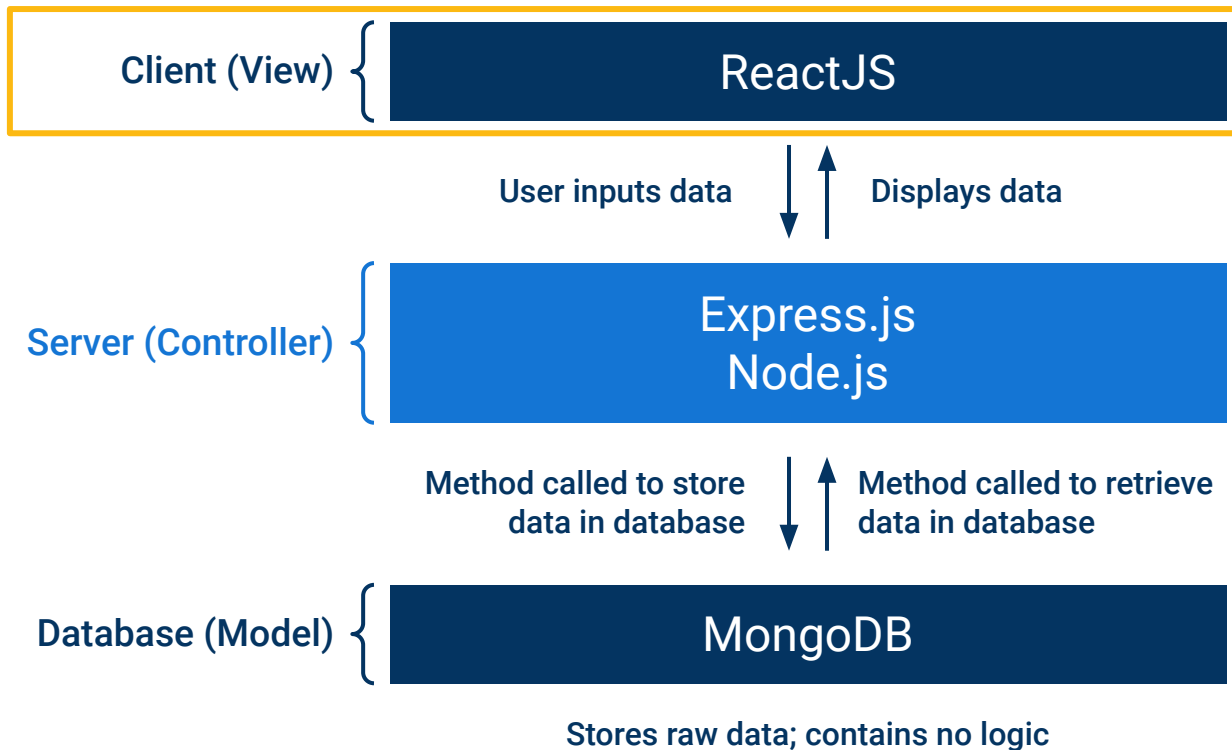 Client (View)
ReactJS
User inputs data
Displays data
Server (Controller)
Express.js
Node.js
Method called to store
data in database
Method called to retrieve
data in database
Database (Model)
MongoDB
Stores raw data; contains no logic